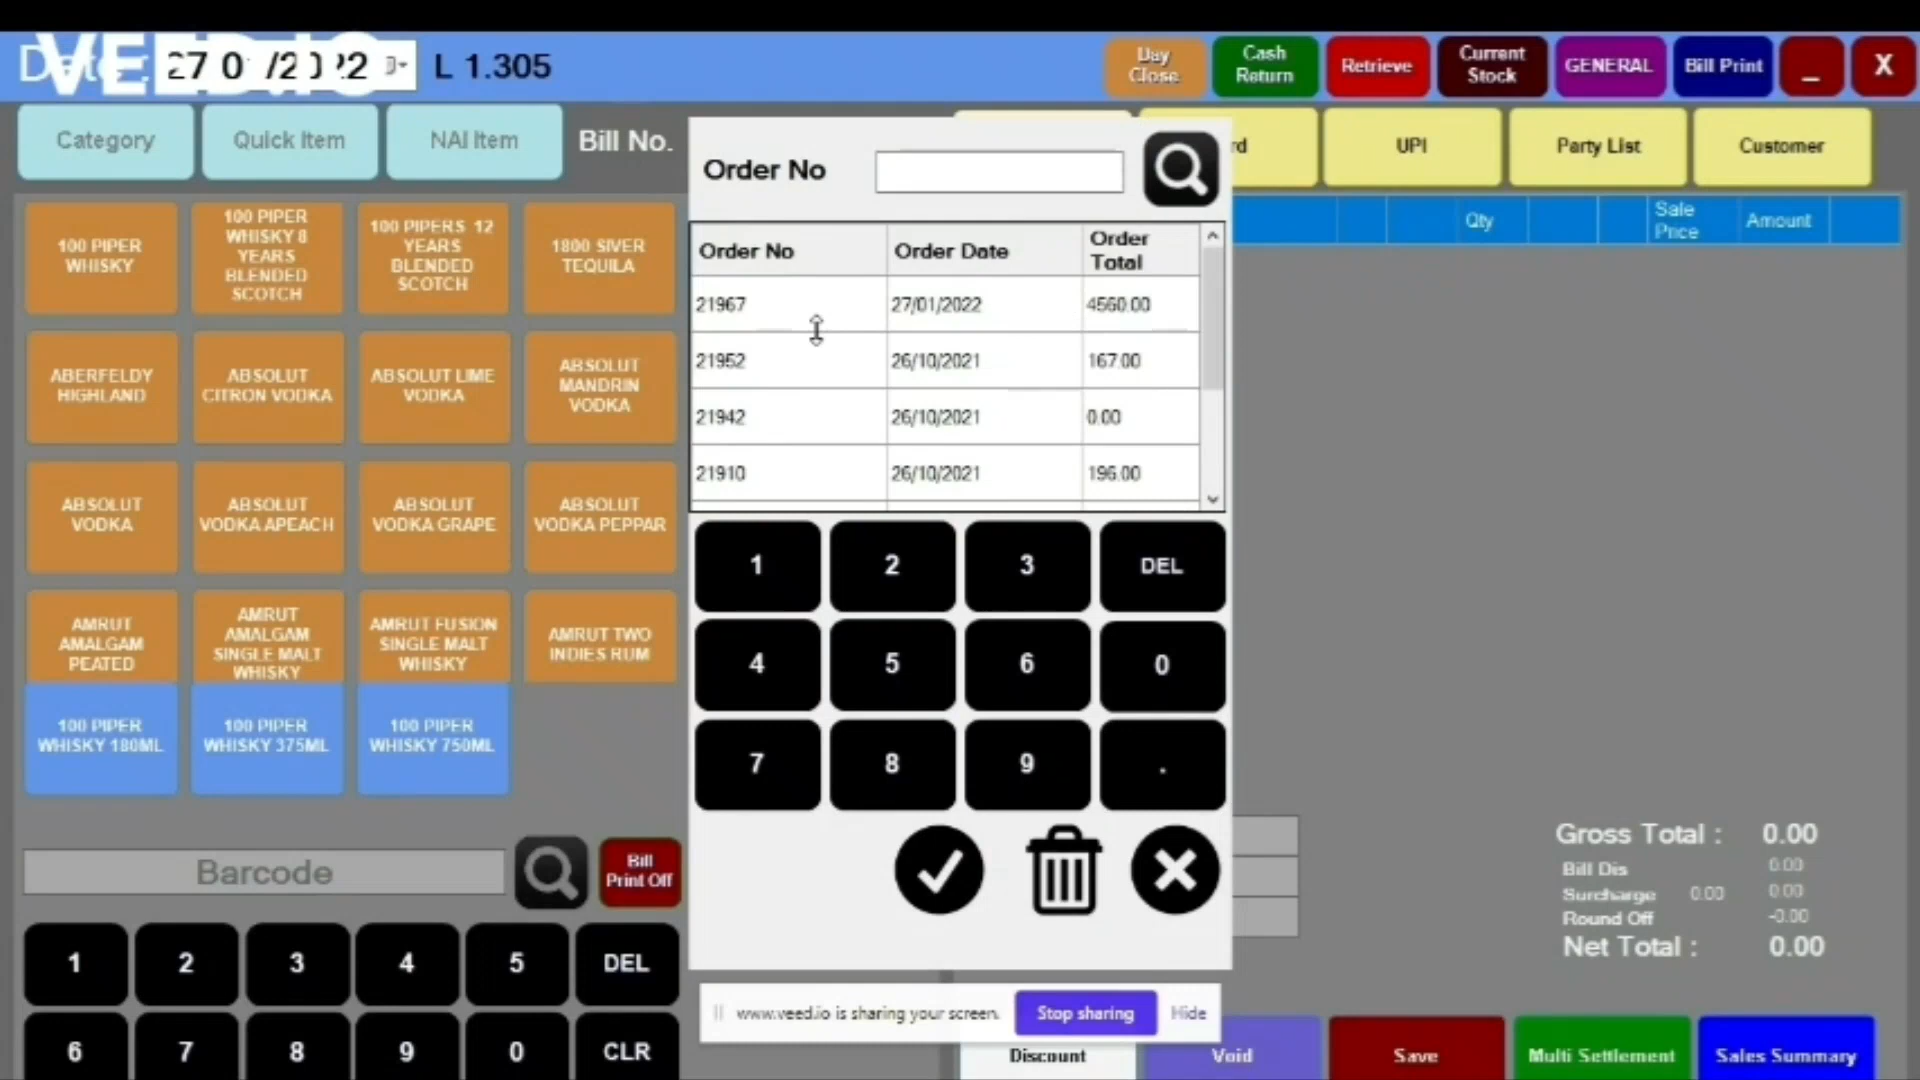 VEED.IO
27 0 /2022
L 1.305
Day
Close
Cash
Return
Retrieve
Current
Stock
GENERAL
Bill Print
_
X
Category
Quick Item
NAI Item
Bill No.
Order No
rd
UPI
Party List
Customer
100 PIPER
WHISKY
100 PIPER
WHISKY 8
YEARS
BLENDED
SCOTCH
100 PIPERS 12
YEARS
BLENDED
SCOTCH
1800 SIVER
TEQUILA
Order No
Order Date
Order
Total
Qty
Sale
Price
Amount
21967
27/01/2022
4560.00
21952
26/10/2021
167.00
21942
26/10/2021
0.00
21910
26/10/2021
196.00
ABERFELDY
HIGHLAND
ABSOLUT
CITRON VODKA
ABSOLUT LIME
VODKA
ABSOLUT
MANDRIN
VODKA
ABSOLUT
VODKA
ABSOLUT
VODKA APEACH
ABSOLUT
VODKA GRAPE
ABSOLUT
VODKA PEPPAR
AMRUT
AMALGAM
PEATED
AMRUT
AMALGAM
SINGLE MALT
WHISKY
AMRUT FUSION
SINGLE MALT
WHISKY
AMRUT TWO
INDIES RUM
100 PIPER
WHISKY 180ML
100 PIPER
WHISKY 375ML
100 PIPER
WHISKY 750ML
1 2 3 DEL
4 5 6 0
7 8 9 .
Barcode
Bill
Print Off
1 2 3 4 5 DEL
6 7 8 9 0 CLR
Gross Total : 0.00
Bill Dis 0.00
Surcharge 0.00 0.00
Round Off -0.00
Net Total : 0.00
www.veed.io is sharing your screen.
Stop sharing
Hide
Discount
Void
Save
Multi Settlement
Sales Summary